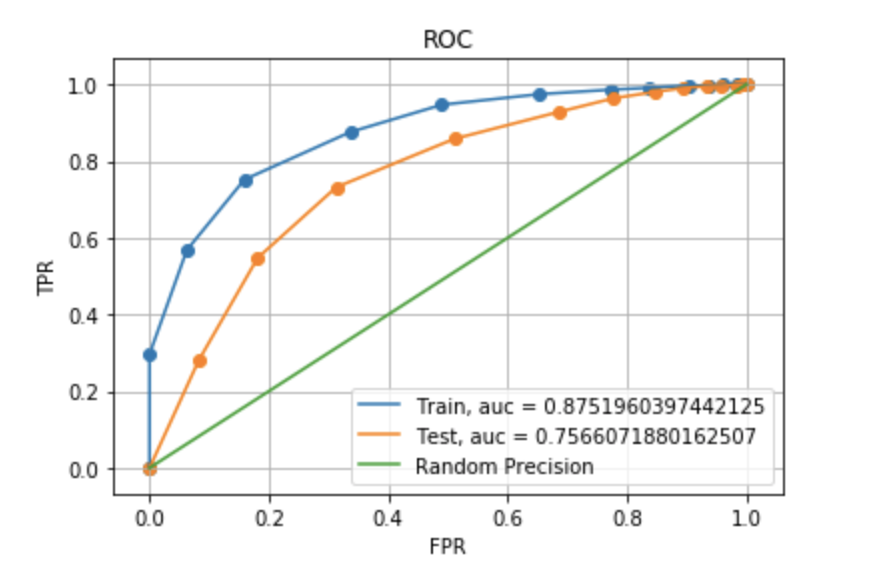 ROC
1.0
0.8
0.6
0.4
0.2
0.0
TPR
Train, auc = 0.8751960397442125
Test, auc = 0.7566071880162507
Random Precision
0.0 0.2 0.4 0.6 0.8 1.0
FPR